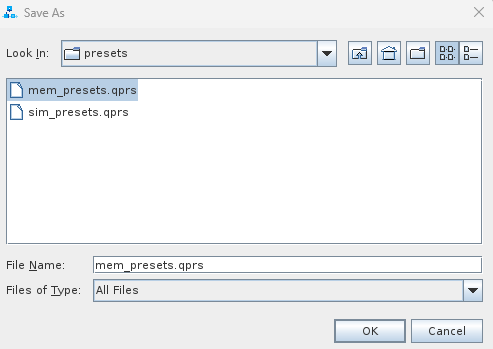 Save As
Look In: presets
mem_presets.qprs
sim_presets.qprs
File Name: mem_presets.qprs
Files of Type: All Files
OK Cancel